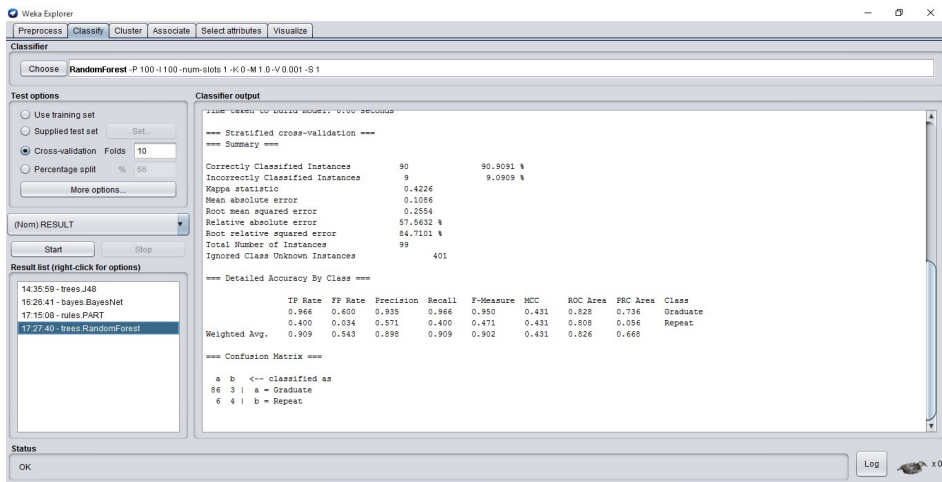 Weka Explorer
Preprocess Classify Cluster Associate Select attributes Visualize
Classifier
Choose RandomForest -P 100 -I 100 -num-slots 1 -K 0 -M 1.0 -V 0.001 -S 1
Test options
Use training set
Supplied test set Set...
Cross-validation Folds 10
Percentage split % 66
More options...
(Nom) RESULT
Start Stop
Result list (right-click for options)
14:35:59 - trees.J48
16:26:41 - bayes.BayesNet
17:15:08 - rules.PART
17:27:40 - trees.RandomForest
Classifier output
Time taken to build model: 0.00 seconds
=== Stratified cross-validation ===
=== Summary ===
Correctly Classified Instances 90 90.9091 %
Incorrectly Classified Instances 9 9.0909 %
Kappa statistic 0.4226
Mean absolute error 0.1086
Root mean squared error 0.2554
Relative absolute error 57.5632 %
Root relative squared error 84.7101 %
Total Number of Instances 99
Ignored Class Unknown Instances 401
=== Detailed Accuracy By Class ===
TP Rate FP Rate Precision Recall F-Measure MCC ROC Area PRC Area Class
0.966 0.600 0.935 0.966 0.950 0.431 0.828 0.736 Graduate
0.400 0.034 0.571 0.400 0.471 0.431 0.808 0.056 Repeat
Weighted Avg. 0.909 0.543 0.898 0.909 0.902 0.431 0.826 0.668
=== Confusion Matrix ===
a b <-- classified as
86 3 | a = Graduate
6 4 | b = Repeat
Status
OK
Log
x 0